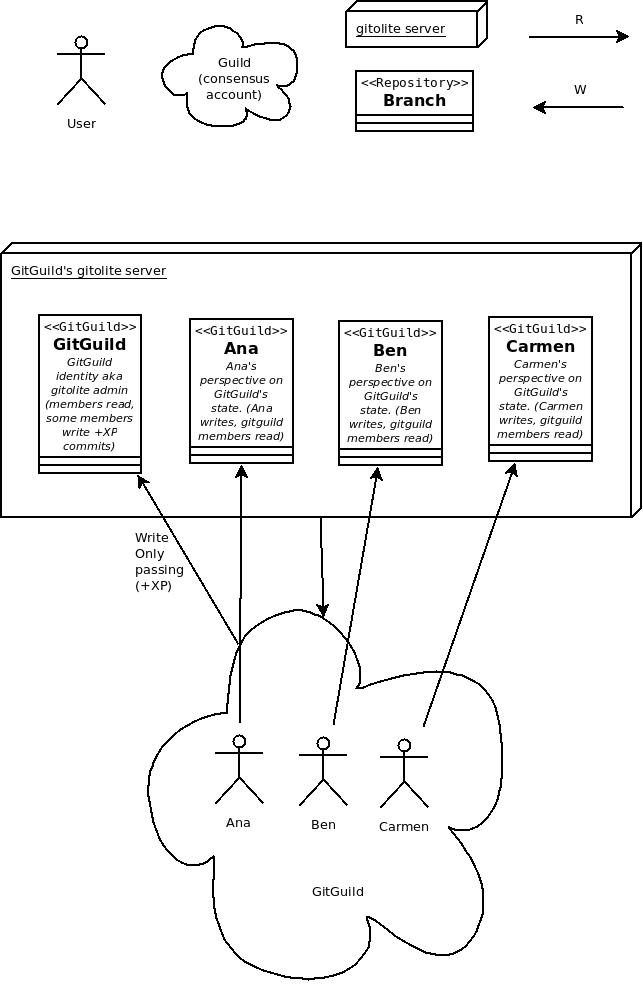 User
Guild
(consensus
account)
gitolite server
<<Repository>>
Branch
R
W
GitGuild's gitolite server
<<GitGuild>>
GitGuild
GitGuild
identity aka
gitolite admin
(members read,
some members
write +XP
commits)
<<GitGuild>>
Ana
Ana's
perspective on
GitGuild's
state. (Ana
writes, gitguild
members read)
<<GitGuild>>
Ben
Ben's
perspective on
GitGuild's
state. (Ben
writes, gitguild
members read)
<<GitGuild>>
Carmen
Carmen's
perspective on
GitGuild's
state. (Carmen
writes, gitguild
members read)
Write
Only
passing
(+XP)
Ana
Ben
Carmen
GitGuild